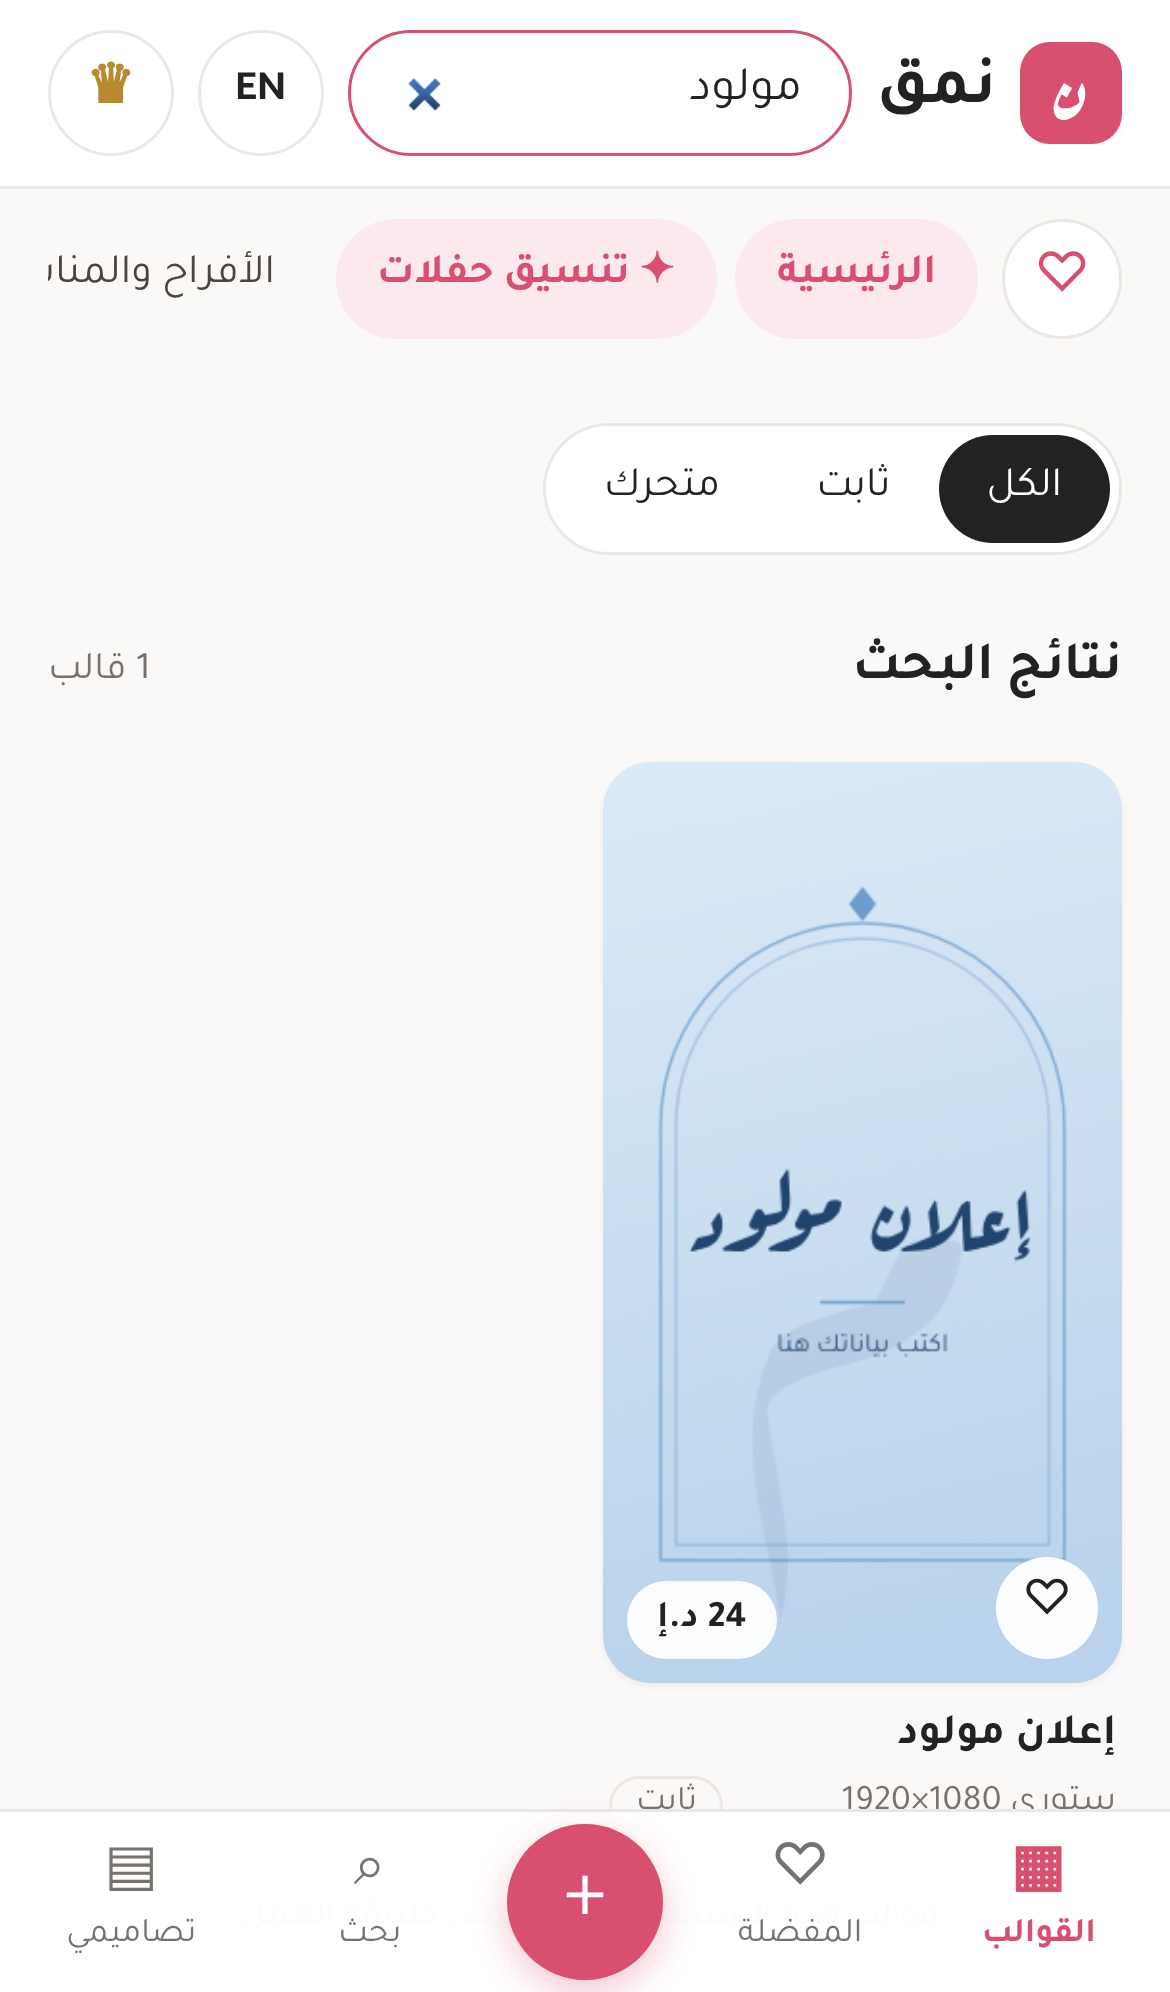 ن نمق مولود EN
الرئيسية ✦ تنسيق حفلات الأفراح والمنا
الكل ثابت متحرك
نتائج البحث 1 قالب
إعلان مولود
اكتب بياناتك هنا
24 د.إ
إعلان مولود
ستوري 1080×1920 ثابت
القوالب المفضلة + بحث تصاميمي